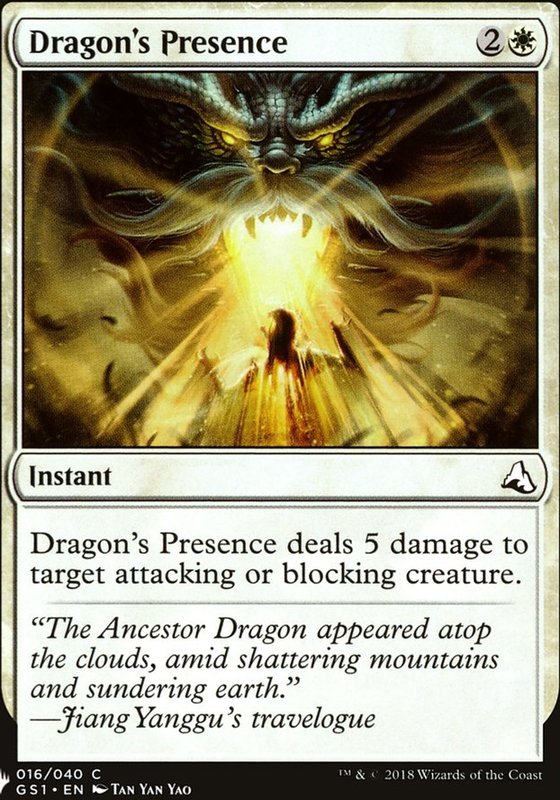 Dragon's Presence 2
Instant
Dragon's Presence deals 5 damage to
target attacking or blocking creature.
“The Ancestor Dragon appeared atop
the clouds, amid shattering mountains
and sundering earth.”
—Jiang Yanggu's travelogue
016/040 C
GS1 • EN Tan Yan Yao
™ & © 2018 Wizards of the Coast